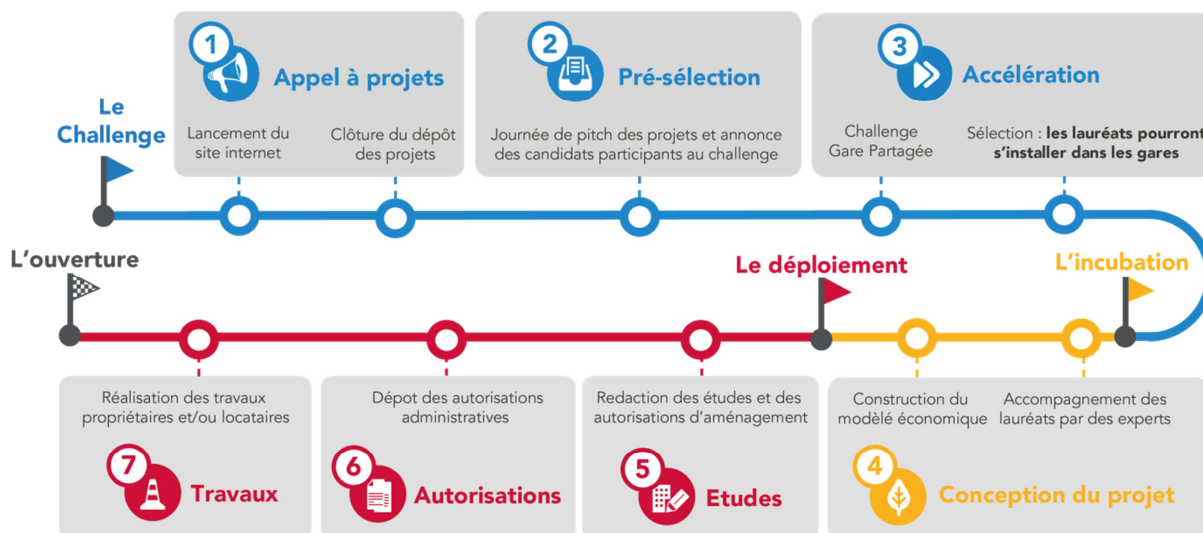 Le
Challenge
1
Appel à projets
Lancement du
site internet
Clôture du dépôt
des projets
2
Pré-sélection
Journée de pitch des projets et annonce
des candidats participants au challenge
3
Accélération
Challenge
Gare Partagée
Sélection : les lauréats pourront
s'installer dans les gares
L'ouverture
Le déploiement
L'incubation
Réalisation des travaux
propriétaires et/ou locataires
7
Travaux
Dépot des autorisations
administratives
6
Autorisations
Redaction des études et des
autorisations d'aménagement
5
Etudes
Construction du
modèlé économique
Accompagnement des
lauréats par des experts
4
Conception du projet